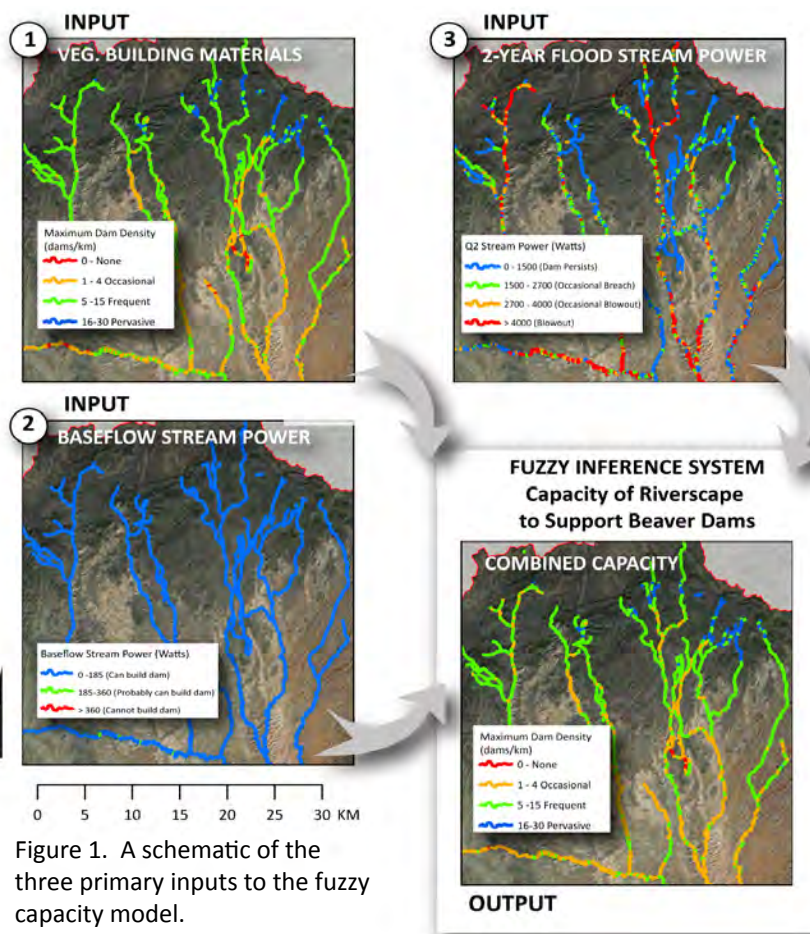 INPUT
1
VEG. BUILDING MATERIALS
Maximum Dam Density
(dams/km)
0 - None
1 - 4 Occasional
5 -15 Frequent
16-30 Pervasive
INPUT
2
BASEFLOW STREAM POWER
Baseflow Stream Power (Watts)
0 -185 (Can build dam)
185-360 (Probably can build dam)
> 360 (Cannot build dam)
0 5 10 15 20 25 30 KM
Figure 1. A schematic of the
three primary inputs to the fuzzy
capacity model.
INPUT
3
2-YEAR FLOOD STREAM POWER
Q2 Stream Power (Watts)
0 - 1500 (Dam Persists)
1500 - 2700 (Occasional Breach)
2700 - 4000 (Occasional Blowout)
> 4000 (Blowout)
FUZZY INFERENCE SYSTEM
Capacity of Riverscape
to Support Beaver Dams
COMBINED CAPACITY
Maximum Dam Density
(dams/km)
0 - None
1 - 4 Occasional
5 -15 Frequent
16-30 Pervasive
OUTPUT